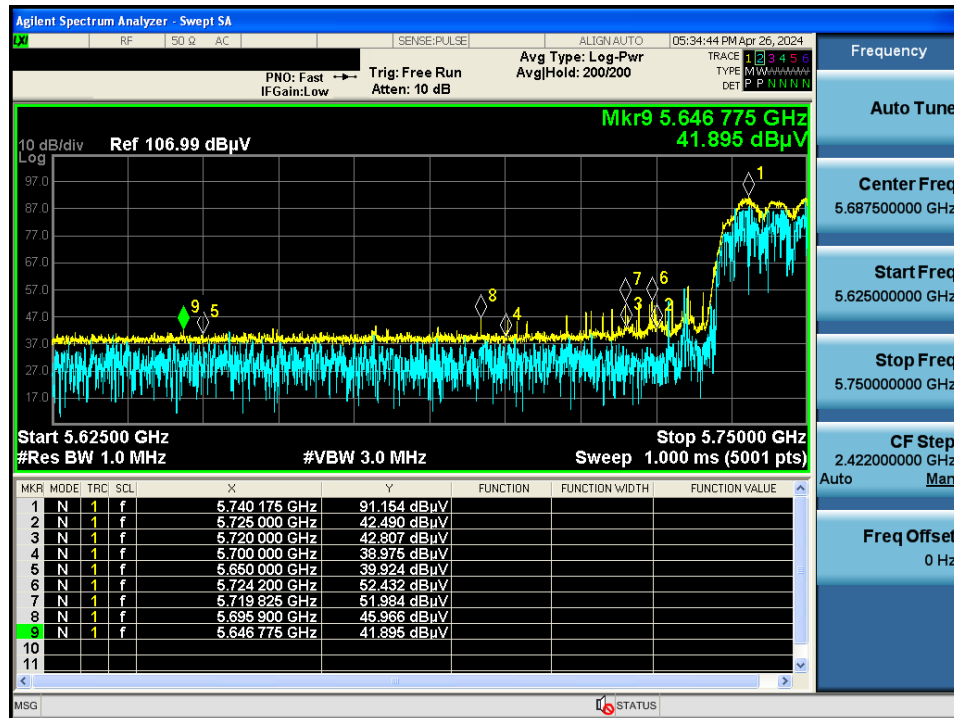 Agilent Spectrum Analyzer - Swept SA
LXI RF 50 Ω AC SENSE:PULSE ALIGN AUTO 05:34:44 PM Apr 26, 2024
Frequency
PNO: Fast Trig: Free Run Avg Type: Log-Pwr TRACE 1 2 3 4 5 6
IFGain:Low Atten: 10 dB Avg|Hold: 200/200 TYPE M W
DET P P N N N N
Auto Tune
Mkr9 5.646 775 GHz
41.895 dBµV
10 dB/div Ref 106.99 dBµV
Log
97.0
87.0
77.0
67.0
57.0
47.0
37.0
27.0
17.0
1
7 6
8
9 5 4 3 2
Center Freq
5.687500000 GHz
Start Freq
5.625000000 GHz
Stop Freq
5.750000000 GHz
Start 5.62500 GHz Stop 5.75000 GHz
#Res BW 1.0 MHz #VBW 3.0 MHz Sweep 1.000 ms (5001 pts)
CF Step
2.422000000 GHz
Auto Man
Freq Offset
0 Hz
MKR MODE TRC SCL X Y FUNCTION FUNCTION WIDTH FUNCTION VALUE
1 N 1 f 5.740 175 GHz 91.154 dBµV
2 N 1 f 5.725 000 GHz 42.490 dBµV
3 N 1 f 5.720 000 GHz 42.807 dBµV
4 N 1 f 5.700 000 GHz 38.975 dBµV
5 N 1 f 5.650 000 GHz 39.924 dBµV
6 N 1 f 5.724 200 GHz 52.432 dBµV
7 N 1 f 5.719 825 GHz 51.984 dBµV
8 N 1 f 5.695 900 GHz 45.966 dBµV
9 N 1 f 5.646 775 GHz 41.895 dBµV
10
11
MSG STATUS